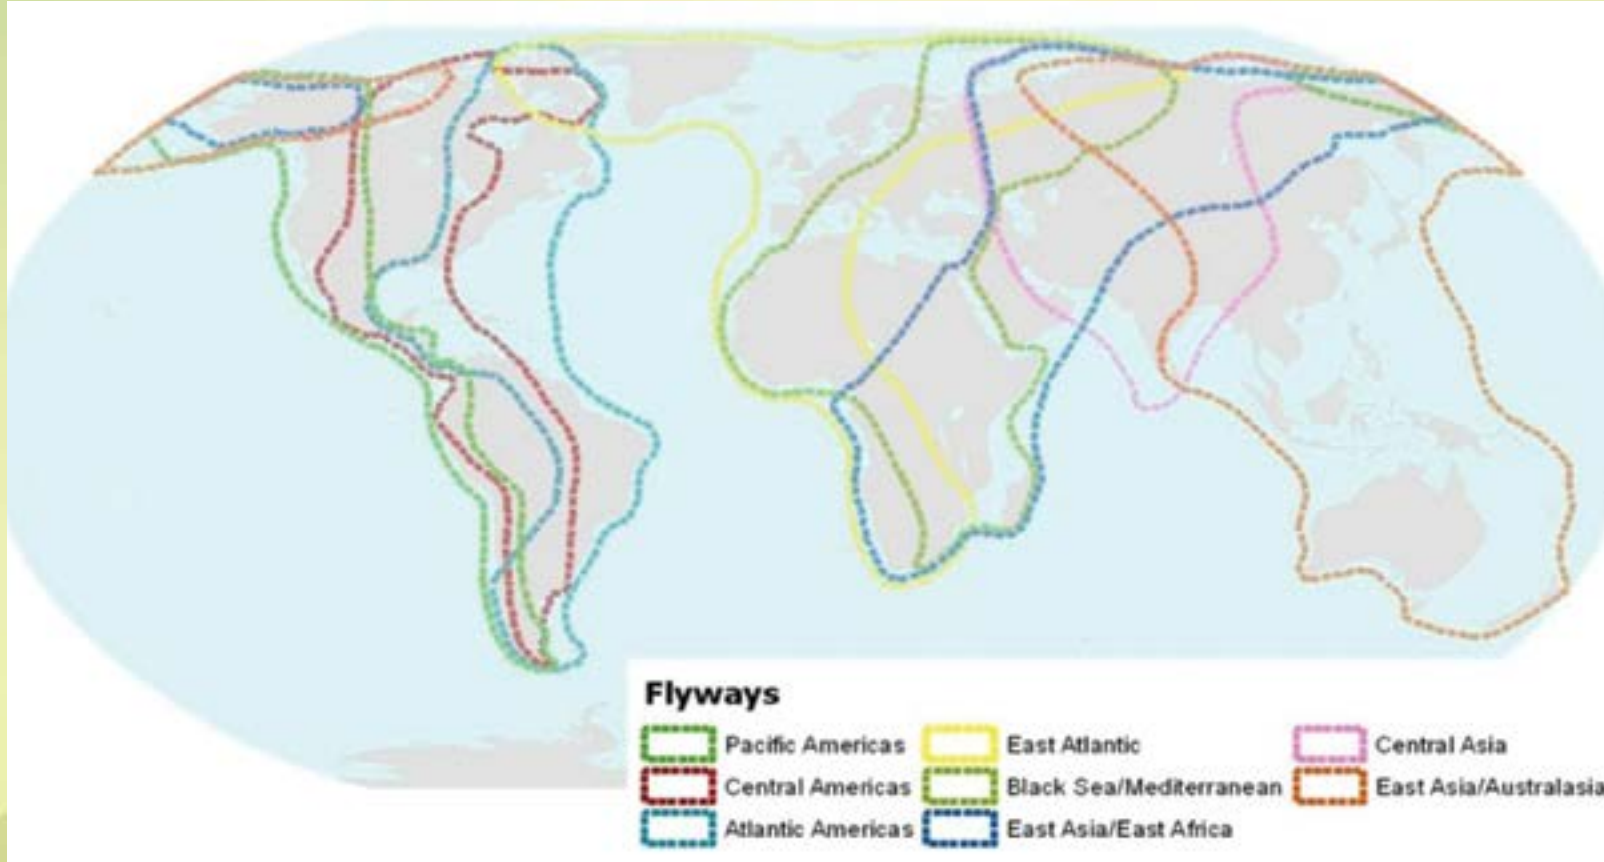 Flyways
Pacific Americas
East Atlantic
Central Asia
Central Americas
Black Sea/Mediterranean
East Asia/Australasia
Atlantic Americas
East Asia/East Africa